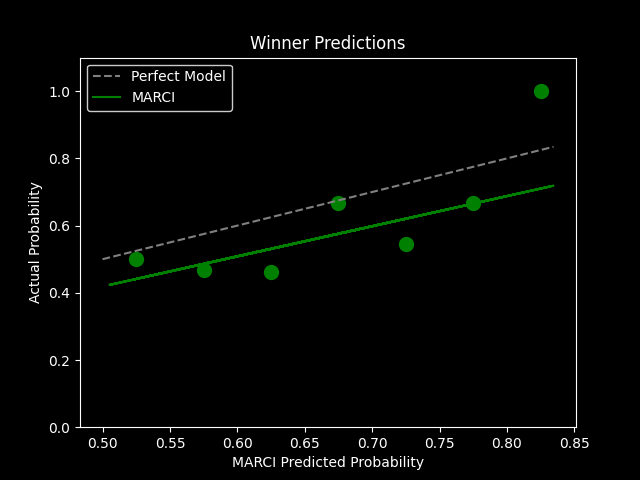 Winner Predictions
Perfect Model
MARCI
1.0
0.8
0.6
0.4
0.2
0.0
Actual Probability
0.50 0.55 0.60 0.65 0.70 0.75 0.80 0.85
MARCI Predicted Probability